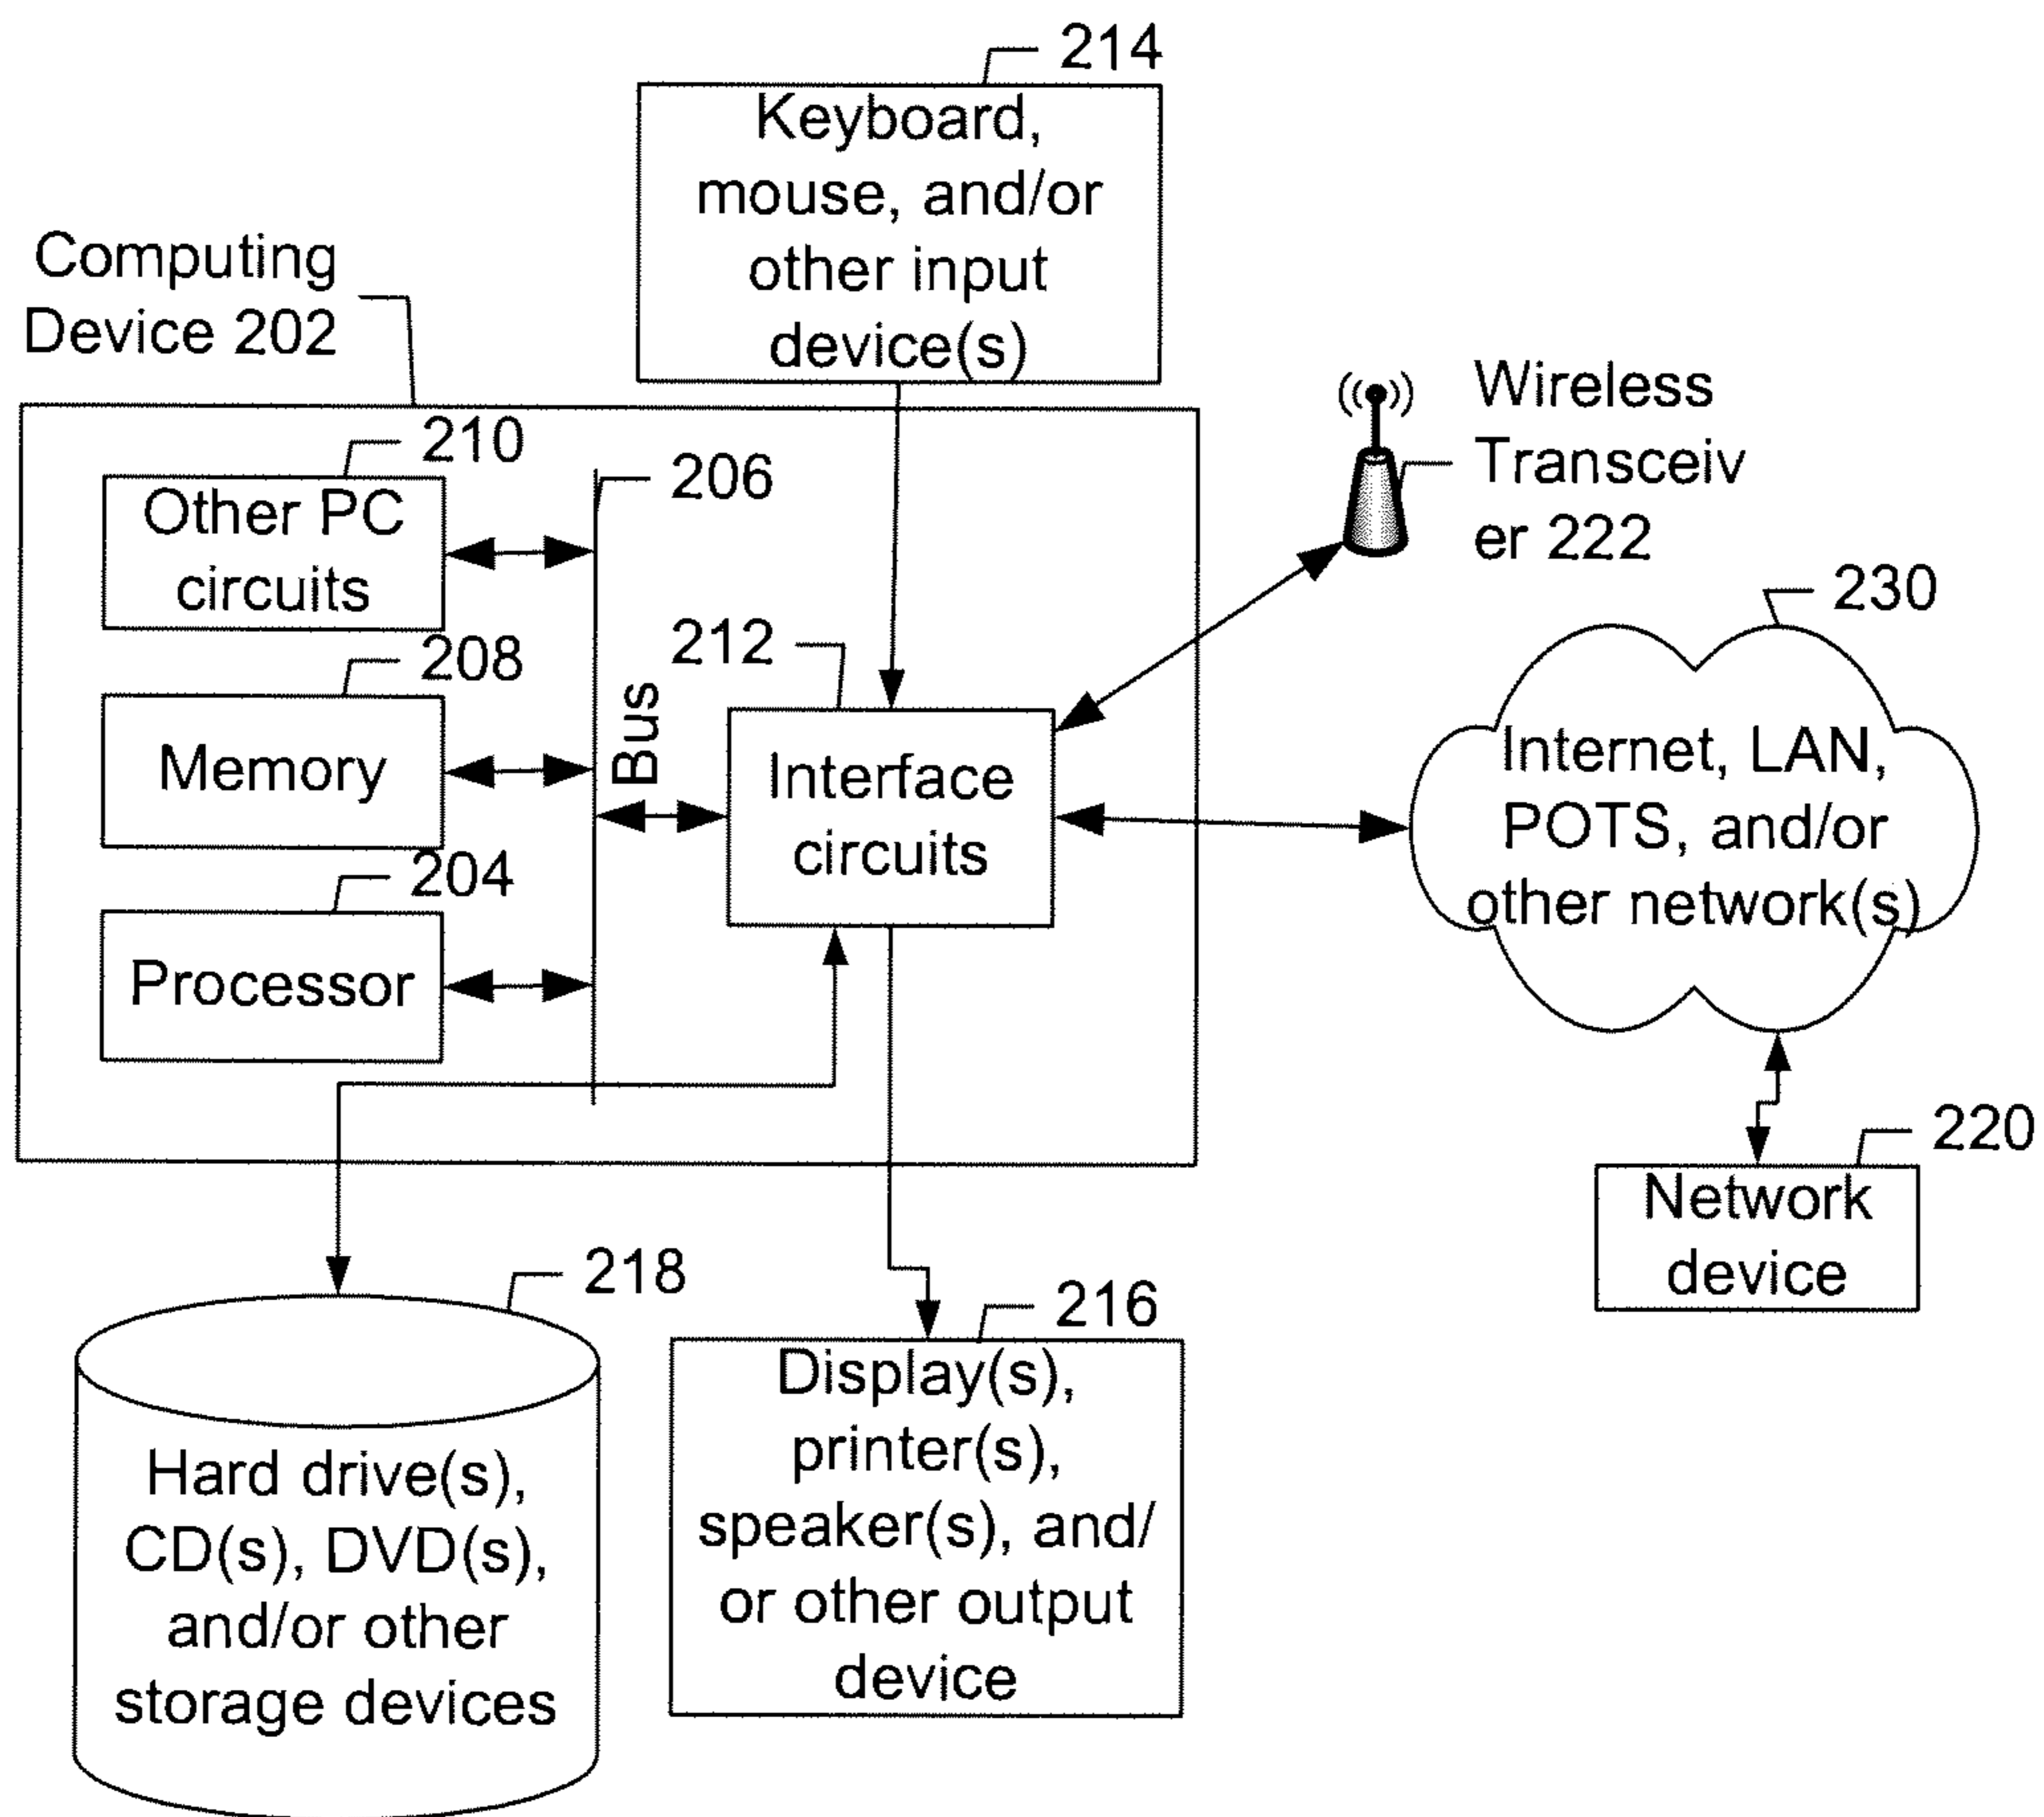 214
Keyboard,
mouse, and/or
other input
device(s)
Computing
Device 202
Wireless
Transceiv
er 222
210
Other PC
circuits
206
230
212
208
Memory
Bus
Interface
circuits
Internet, LAN,
POTS, and/or
other network(s)
204
Processor
220
Network
device
218
Hard drive(s),
CD(s), DVD(s),
and/or other
storage devices
216
Display(s),
printer(s),
speaker(s), and/
or other output
device